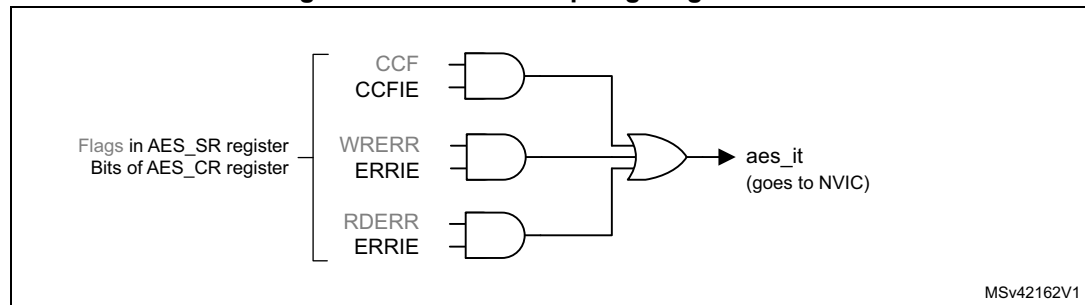 CCF
CCFIE
Flags in AES_SR register
Bits of AES_CR register
WRERR
ERRIE
aes_it
(goes to NVIC)
RDERR
ERRIE
MSv42162V1